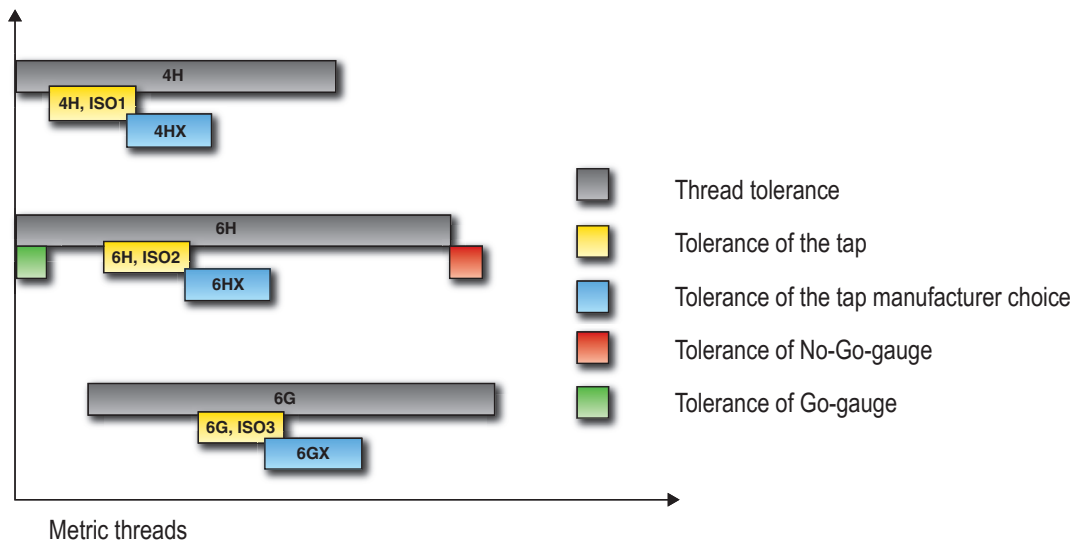 4H
4H, ISO1
4HX
6H
6H, ISO2
6HX
6G
6G, ISO3
6GX
Metric threads
Thread tolerance
Tolerance of the tap
Tolerance of the tap manufacturer choice
Tolerance of No-Go-gauge
Tolerance of Go-gauge